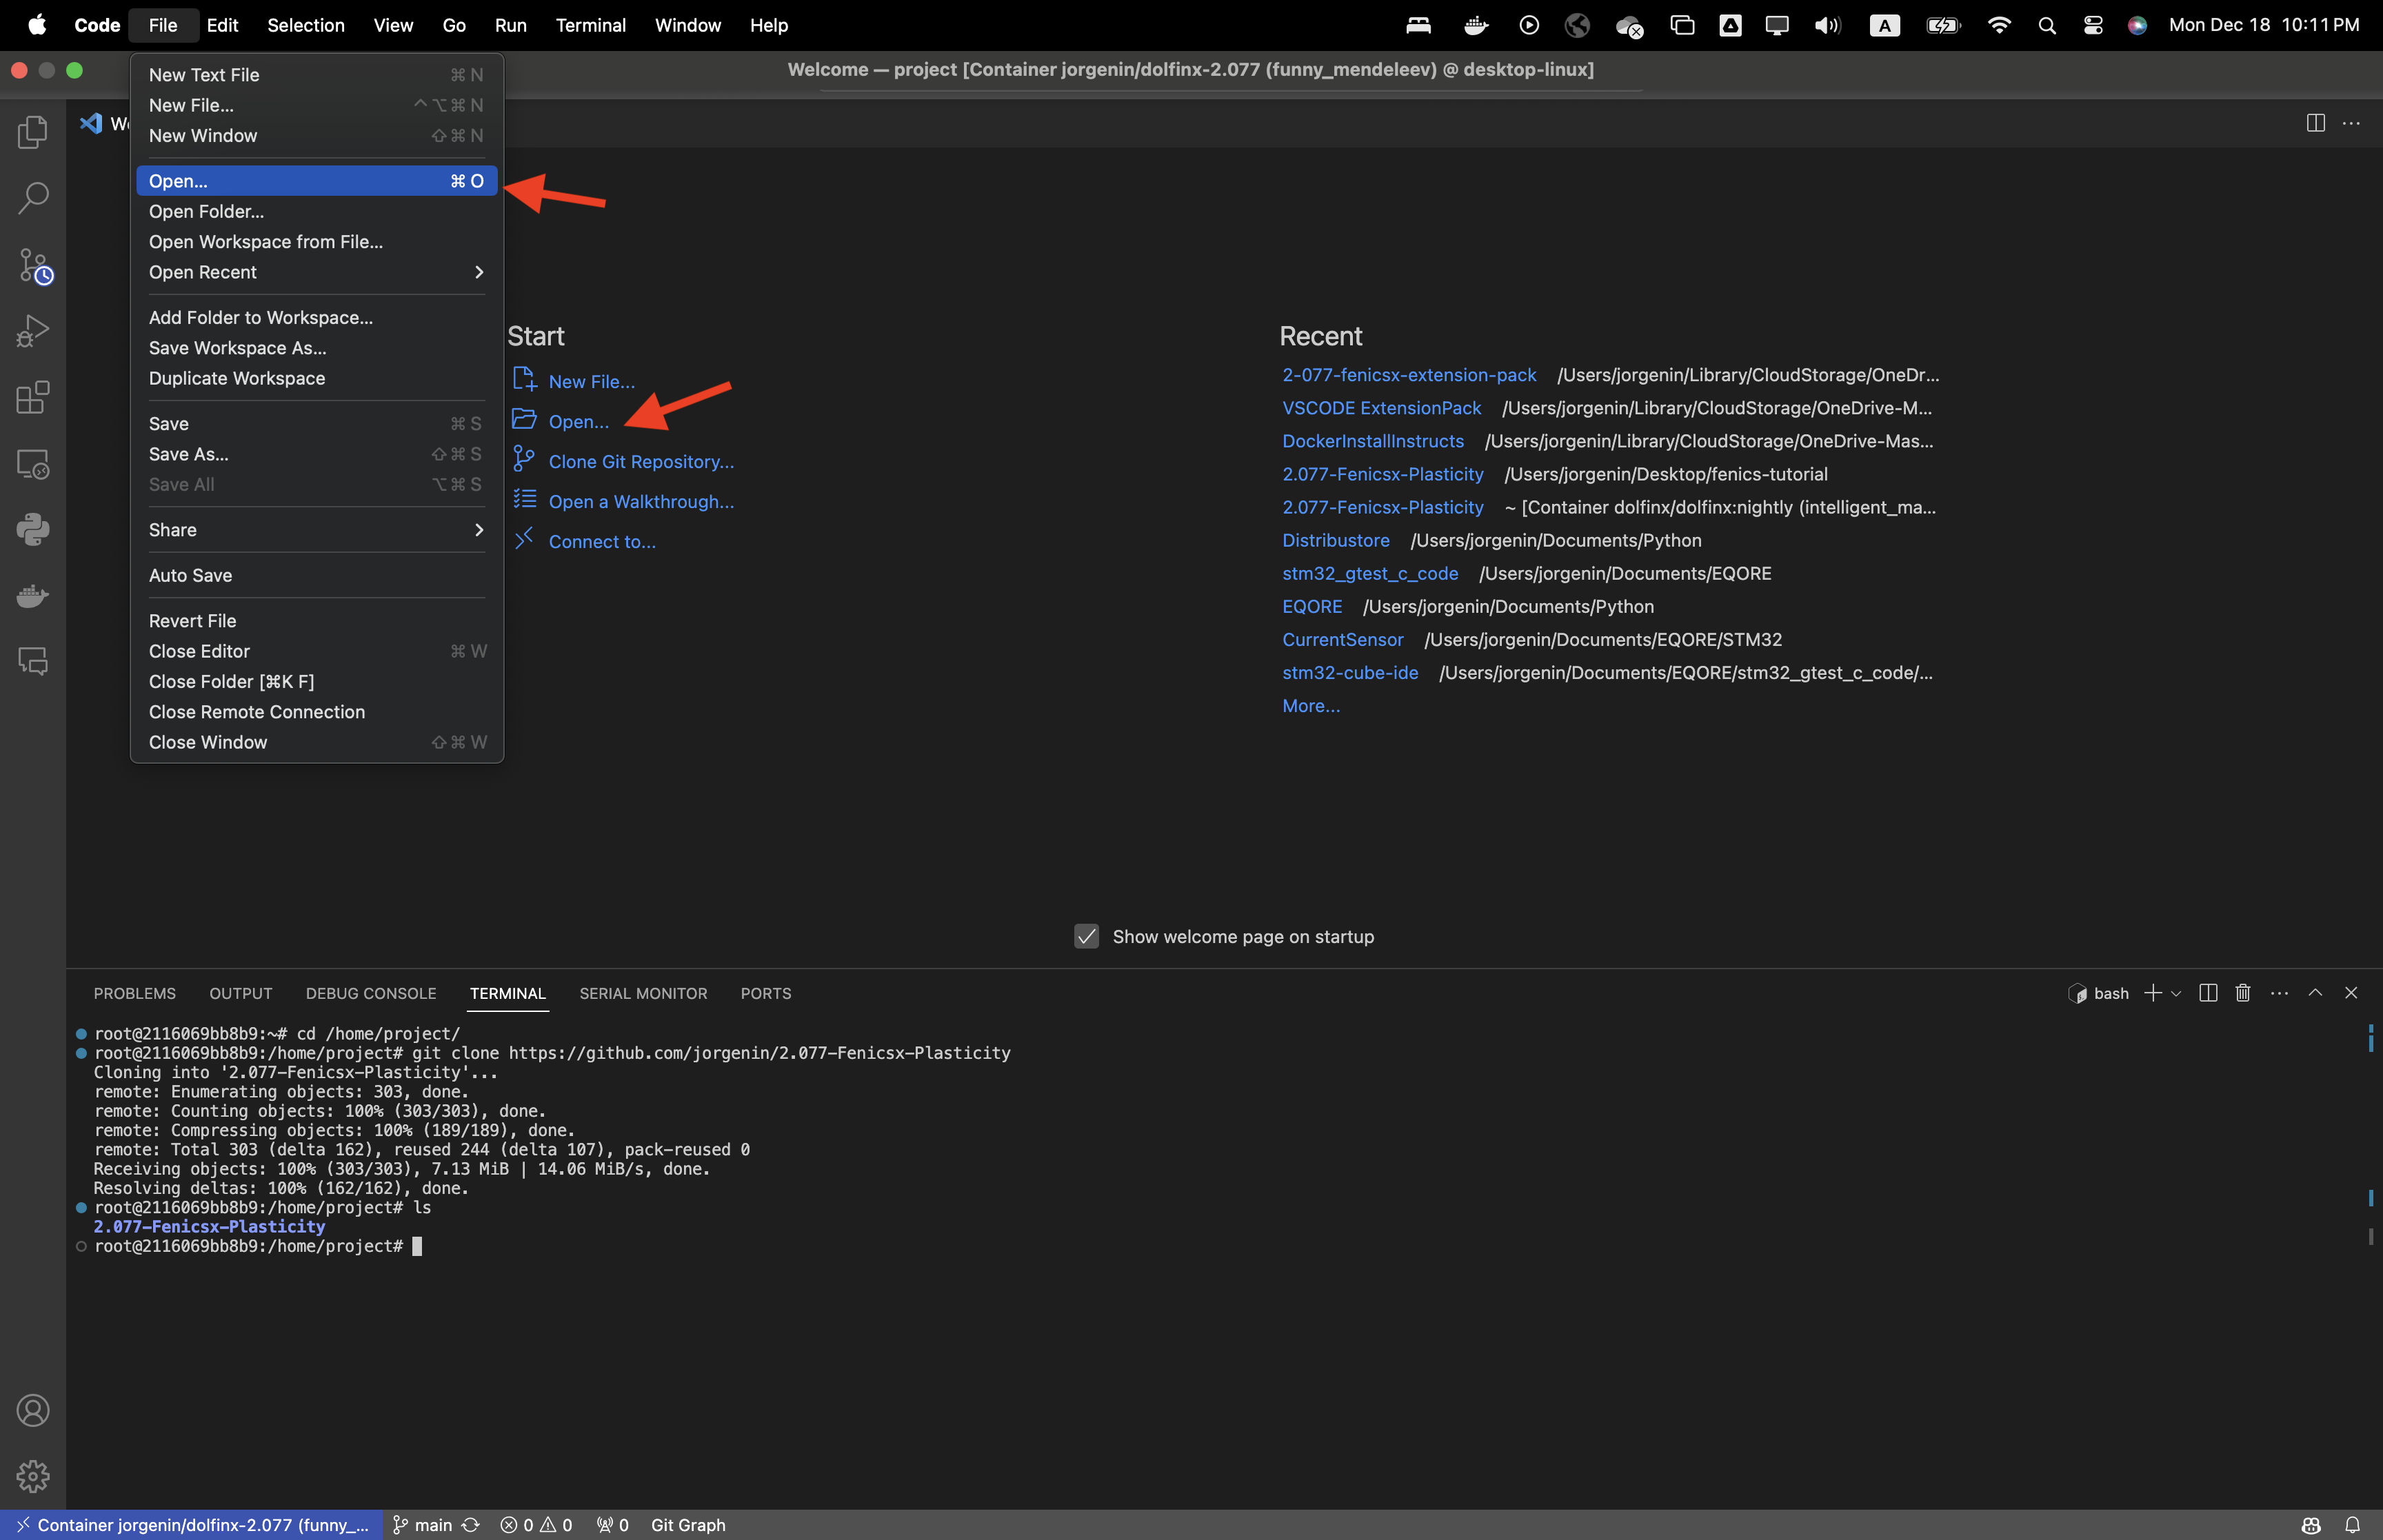 Code File Edit Selection View Go Run Terminal Window Help A Mon Dec 18 10:11 PM
Welcome — project [Container jorgenin/dolfinx-2.077 (funny_mendeleev) @ desktop-linux]
New Text File ⌘ N
New File... ^⌥⌘ N
New Window ⇧⌘ N
Open... ⌘ O
Open Folder...
Open Workspace from File...
Open Recent
Add Folder to Workspace...
Save Workspace As...
Duplicate Workspace
Save ⌘ S
Save As... ⇧⌘ S
Save All ⌥⌘ S
Share
Auto Save
Revert File
Close Editor ⌘ W
Close Folder [⌘K F]
Close Remote Connection
Close Window ⇧⌘ W
Start
New File...
Open...
Clone Git Repository...
Open a Walkthrough...
Connect to...
Recent
2-077-fenicsx-extension-pack /Users/jorgenin/Library/CloudStorage/OneDr...
VSCODE ExtensionPack /Users/jorgenin/Library/CloudStorage/OneDrive-M...
DockerInstallInstructs /Users/jorgenin/Library/CloudStorage/OneDrive-Mas...
2.077-Fenicsx-Plasticity /Users/jorgenin/Desktop/fenics-tutorial
2.077-Fenicsx-Plasticity ~ [Container dolfinx/dolfinx:nightly (intelligent_ma...
Distribustore /Users/jorgenin/Documents/Python
stm32_gtest_c_code /Users/jorgenin/Documents/EQORE
EQORE /Users/jorgenin/Documents/Python
CurrentSensor /Users/jorgenin/Documents/EQORE/STM32
stm32-cube-ide /Users/jorgenin/Documents/EQORE/stm32_gtest_c_code/...
More...
Show welcome page on startup
PROBLEMS OUTPUT DEBUG CONSOLE TERMINAL SERIAL MONITOR PORTS bash
root@2116069bb8b9:~# cd /home/project/
root@2116069bb8b9:/home/project# git clone https://github.com/jorgenin/2.077-Fenicsx-Plasticity
Cloning into '2.077-Fenicsx-Plasticity'...
remote: Enumerating objects: 303, done.
remote: Counting objects: 100% (303/303), done.
remote: Compressing objects: 100% (189/189), done.
remote: Total 303 (delta 162), reused 244 (delta 107), pack-reused 0
Receiving objects: 100% (303/303), 7.13 MiB | 14.06 MiB/s, done.
Resolving deltas: 100% (162/162), done.
root@2116069bb8b9:/home/project# ls
2.077-Fenicsx-Plasticity
root@2116069bb8b9:/home/project#
Container jorgenin/dolfinx-2.077 (funny_... main 0 0 0 Git Graph